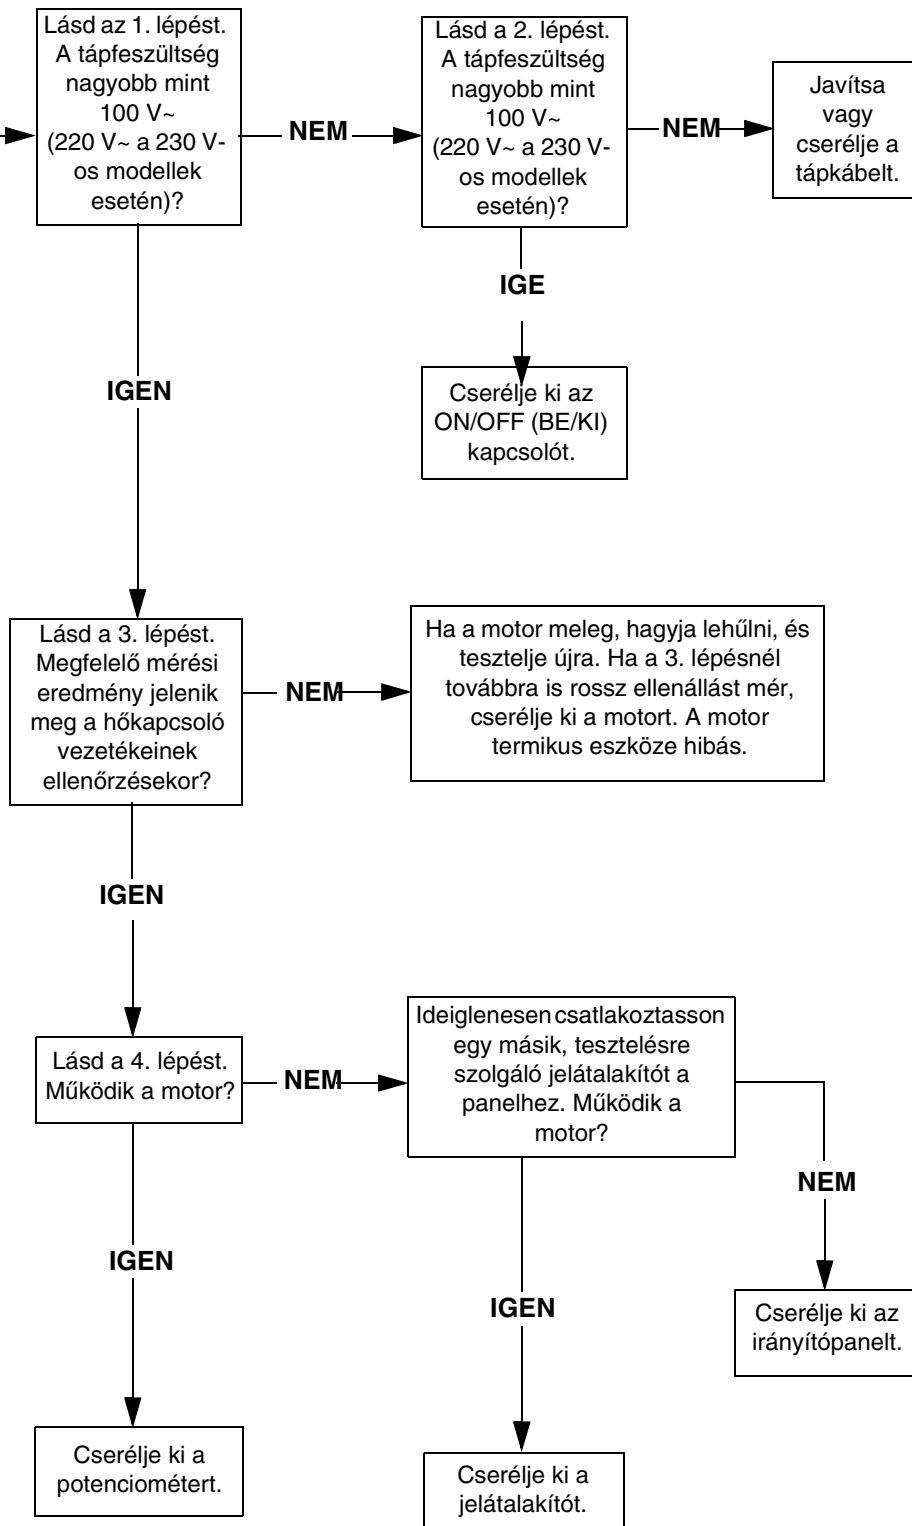 Lásd az 1. lépést.
A tápfeszültség
nagyobb mint
100 V~
(220 V~ a 230 V-
os modellek
esetén)?
NEM
Lásd a 2. lépést.
A tápfeszültség
nagyobb mint
100 V~
(220 V~ a 230 V-
os modellek
esetén)?
NEM
Javítsa
vagy
cserélje a
tápkábelt.
IGE
Cserélje ki az
ON/OFF (BE/KI)
kapcsolót.
IGEN
Lásd a 3. lépést.
Megfelelő mérési
eredmény jelenik
meg a hőkapcsoló
vezetékeinek
ellenőrzésekor?
NEM
Ha a motor meleg, hagyja lehűlni, és
tesztelje újra. Ha a 3. lépésnél
továbbra is rossz ellenállást mér,
cserélje ki a motort. A motor
termikus eszköze hibás.
IGEN
Lásd a 4. lépést.
Működik a motor?
NEM
Ideiglenesen csatlakoztasson
egy másik, tesztelésre
szolgáló jelátalakítót a
panelhez. Működik a
motor?
NEM
Cserélje ki az
irányítópanelt.
IGEN
Cserélje ki a
potenciométert.
IGEN
Cserélje ki a
jelátalakítót.